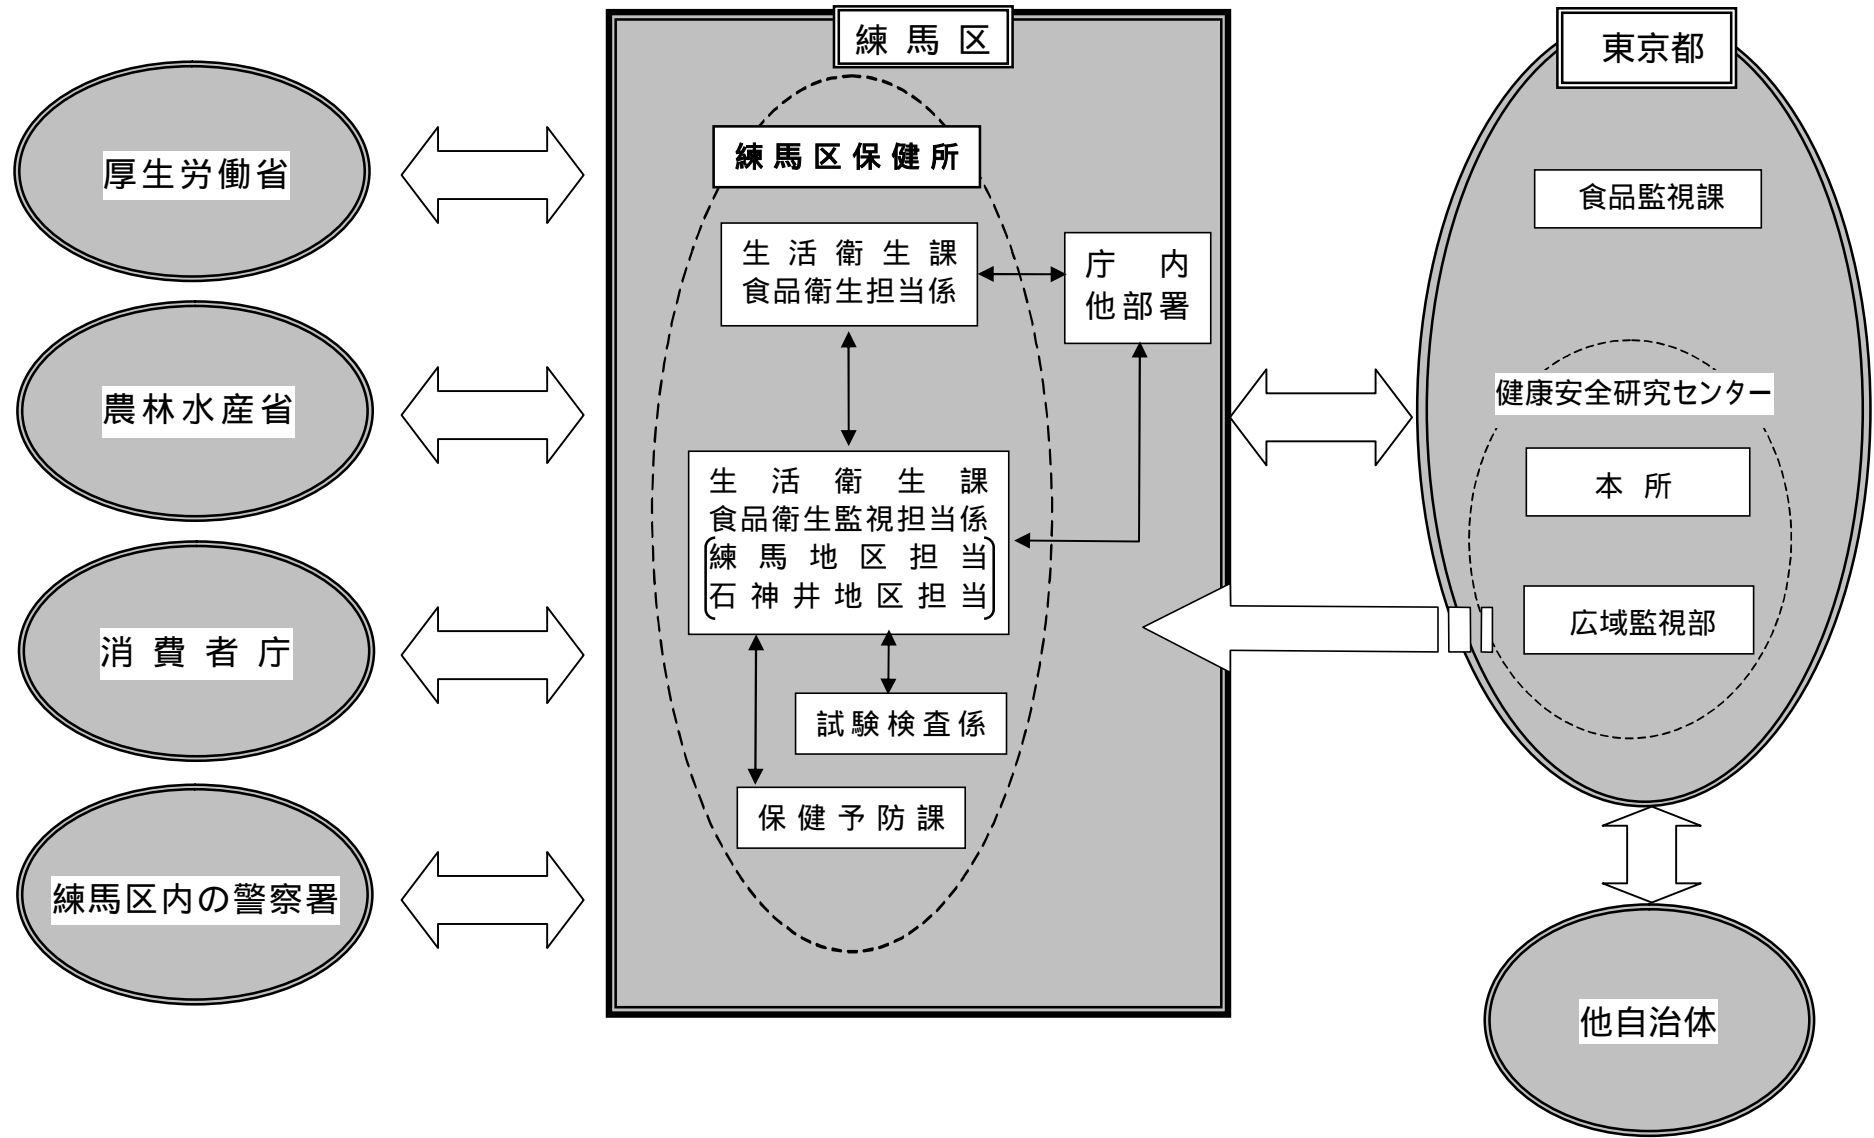 厚生労働省
農林水産省
消費者庁
練馬区内の警察署
練馬区
練馬区保健所
生活衛生課
食品衛生担当係
庁内
他部署
生活衛生課
食品衛生監視担当係
練馬地区担当
石神井地区担当
試験検査係
保健予防課
東京都
食品監視課
健康安全研究センター
本所
広域監視部
他自治体